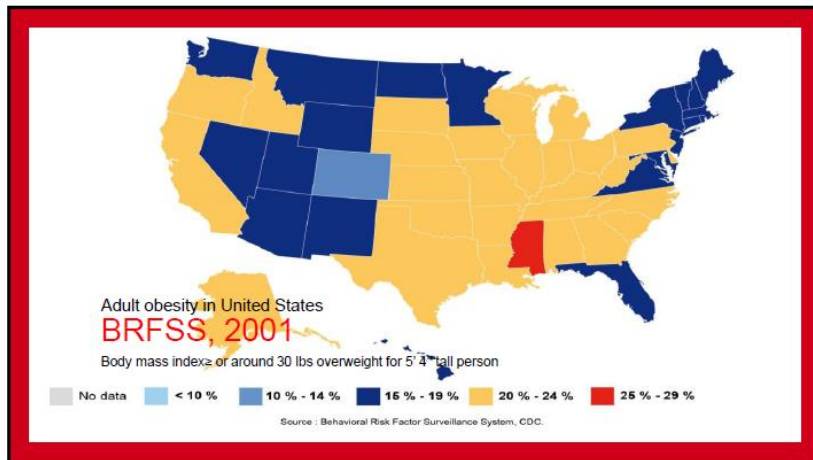 Adult obesity in United States
BRFSS, 2001
Body mass index≥ or around 30 lbs overweight for 5' 4" tall person
No data < 10 % 10 % - 14 % 15 % - 19 % 20 % - 24 % 25 % - 29 %
Source : Behavioral Risk Factor Surveillance System, CDC.